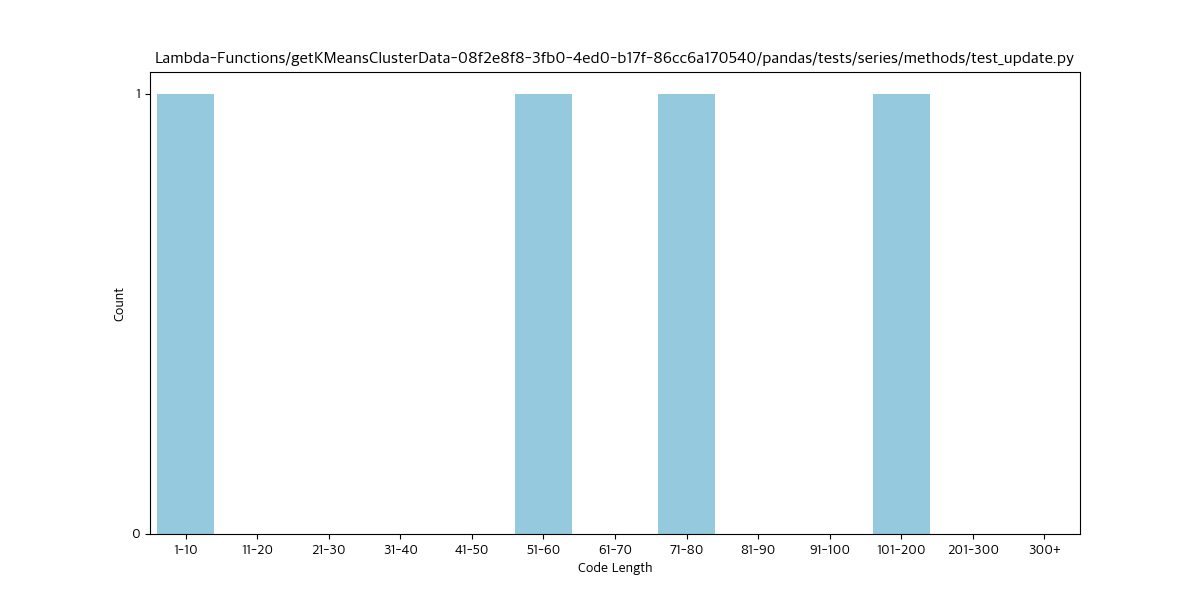 Lambda-Functions/getKMeansClusterData-08f2e8f8-3fb0-4ed0-b17f-86cc6a170540/pandas/tests/series/methods/test_update.py
1
Count
0
1-10 11-20 21-30 31-40 41-50 51-60 61-70 71-80 81-90 91-100 101-200 201-300 300+
Code Length